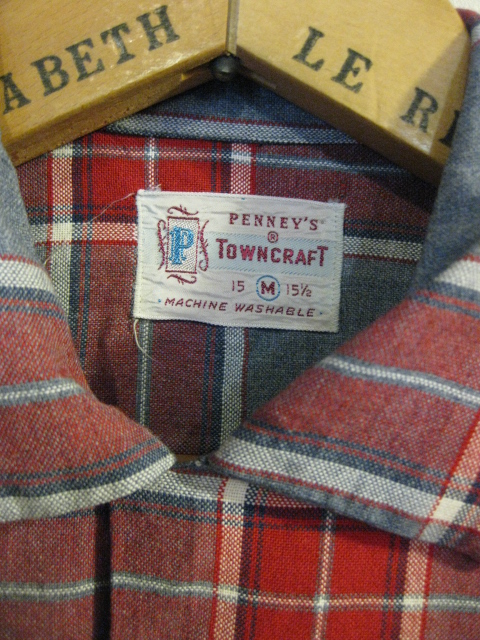 ABETH LE R
P
PENNEY'S
®
TOWNCRAFT
15 M 15½
· MACHINE WASHABLE ·